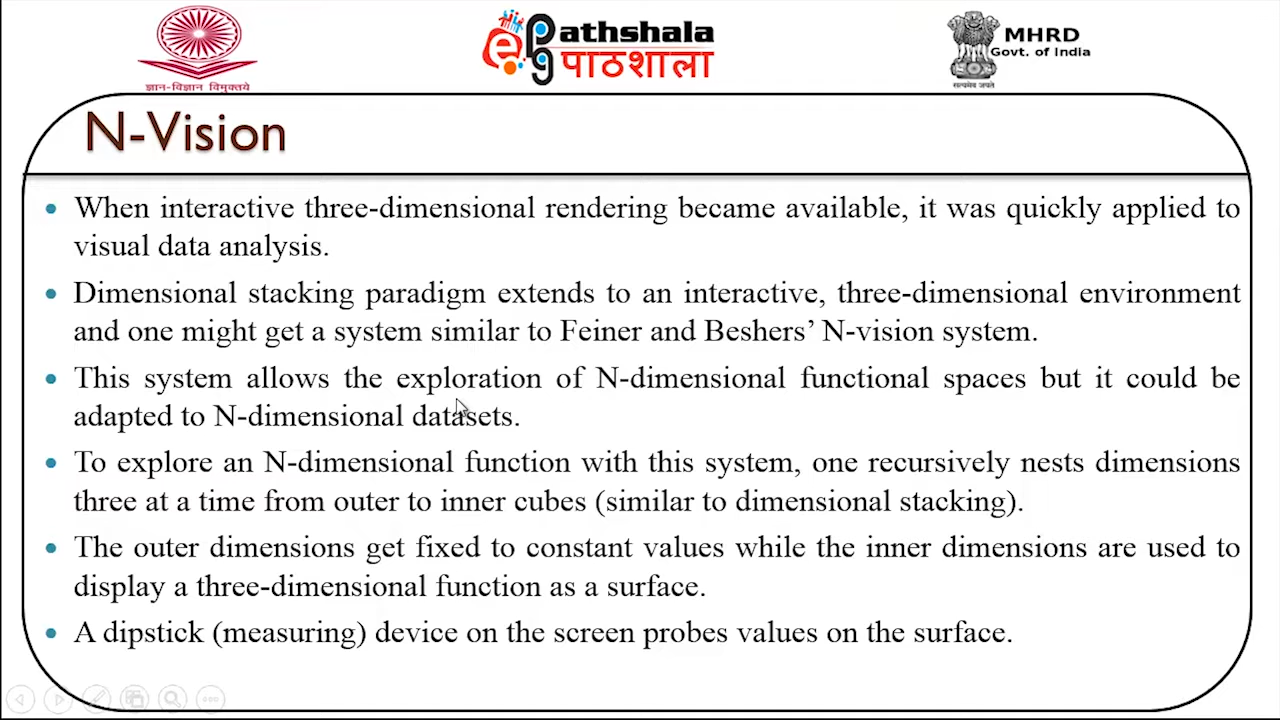 ज्ञान-विज्ञान विमुक्तये
e PG Pathshala
पाठशाला
MHRD
Govt. of India
सत्यमेव जयते
N-Vision
• When interactive three-dimensional rendering became available, it was quickly applied to
visual data analysis.
• Dimensional stacking paradigm extends to an interactive, three-dimensional environment
and one might get a system similar to Feiner and Beshers’ N-vision system.
• This system allows the exploration of N-dimensional functional spaces but it could be
adapted to N-dimensional datasets.
• To explore an N-dimensional function with this system, one recursively nests dimensions
three at a time from outer to inner cubes (similar to dimensional stacking).
• The outer dimensions get fixed to constant values while the inner dimensions are used to
display a three-dimensional function as a surface.
• A dipstick (measuring) device on the screen probes values on the surface.